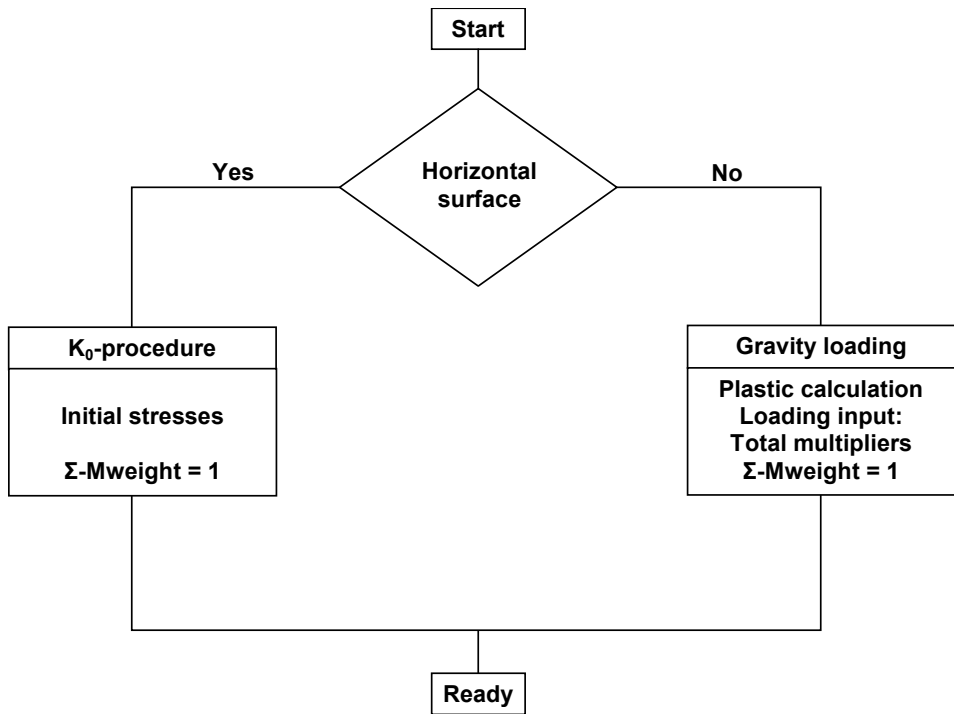 Start
Horizontal
surface
Yes
No
K₀-procedure
Initial stresses
Σ-Mweight = 1
Gravity loading
Plastic calculation
Loading input:
Total multipliers
Σ-Mweight = 1
Ready